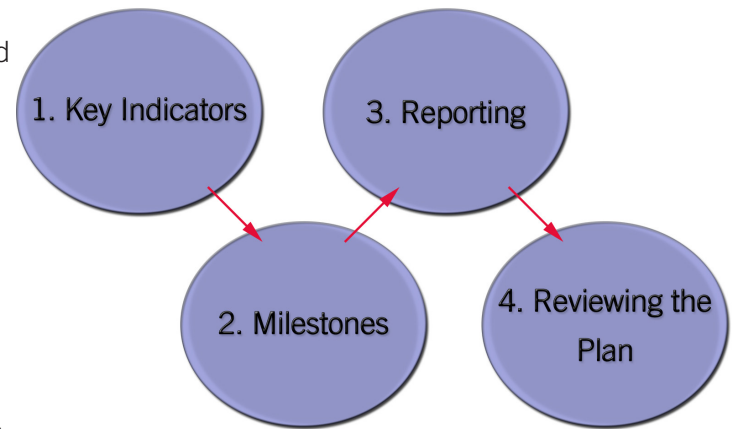 d
1. Key Indicators
2. Milestones
3. Reporting
4. Reviewing the
Plan